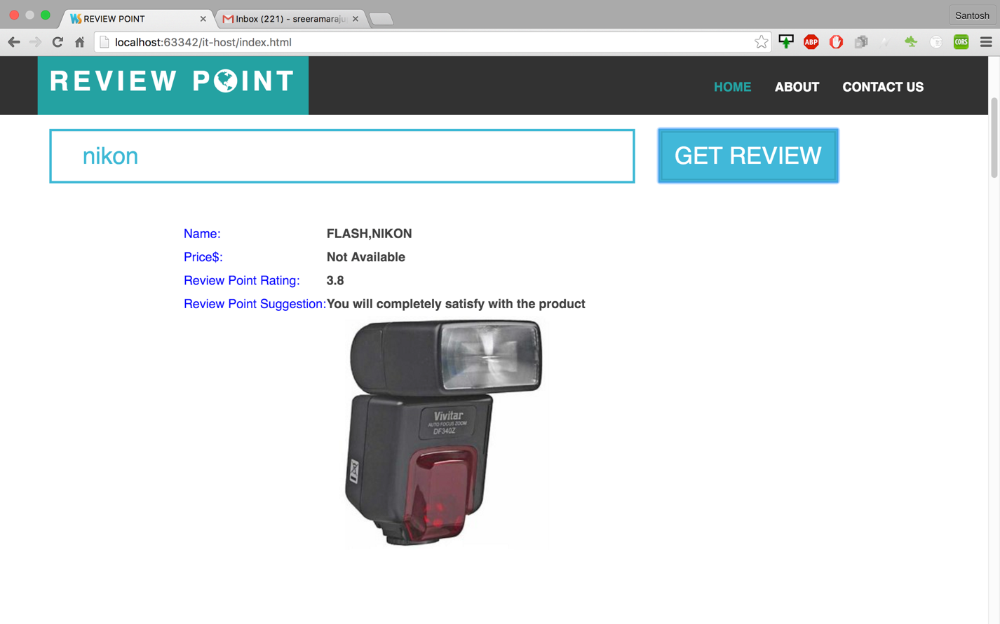 REVIEW POINT
Inbox (221) - sreeramaraju
Santosh
localhost:63342/it-host/index.html
ABP
CORS
REVIEW POINT
HOME ABOUT CONTACT US
nikon
GET REVIEW
Name: FLASH,NIKON
Price$: Not Available
Review Point Rating: 3.8
Review Point Suggestion:You will completely satisfy with the product
Vivitar
AUTO FOCUS ZOOM
DF340Z